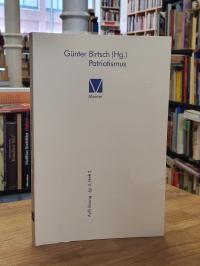 Günter Birtsch (Hg.)
Patriotismus
Meiner
Aufklärung · Jg. 4, Heft 2